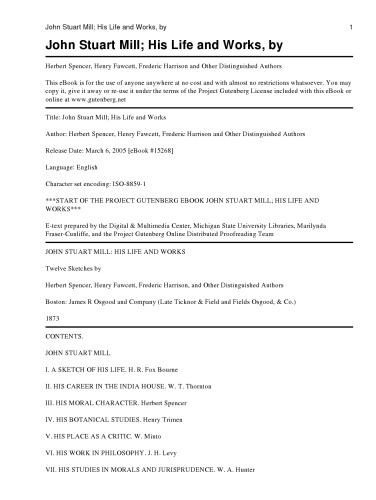 John Stuart Mill; His Life and Works, by 1
John Stuart Mill; His Life and Works, by
Herbert Spencer, Henry Fawcett, Frederic Harrison and Other Distinguished Authors
This eBook is for the use of anyone anywhere at no cost and with almost no restrictions whatsoever. You may
copy it, give it away or re-use it under the terms of the Project Gutenberg License included with this eBook or
online at www.gutenberg.net
Title: John Stuart Mill; His Life and Works
Author: Herbert Spencer, Henry Fawcett, Frederic Harrison and Other Distinguished Authors
Release Date: March 6, 2005 [eBook #15268]
Language: English
Character set encoding: ISO-8859-1
***START OF THE PROJECT GUTENBERG EBOOK JOHN STUART MILL; HIS LIFE AND
WORKS***
E-text prepared by the Digital & Multimedia Center, Michigan State University Libraries, Marilynda
Fraser-Cunliffe, and the Project Gutenberg Online Distributed Proofreading Team
JOHN STUART MILL: HIS LIFE AND WORKS
Twelve Sketches by
Herbert Spencer, Henry Fawcett, Frederic Harrison, and Other Distinguished Authors
Boston: James R Osgood and Company (Late Ticknor & Field and Fields Osgood, & Co.)
1873
CONTENTS.
JOHN STUART MILL
I. A SKETCH OF HIS LIFE. H. R. Fox Bourne
II. HIS CAREER IN THE INDIA HOUSE. W. T. Thornton
III. HIS MORAL CHARACTER. Herbert Spencer
IV. HIS BOTANICAL STUDIES. Henry Trimen
V. HIS PLACE AS A CRITIC. W. Minto
VI. HIS WORK IN PHILOSOPHY. J. H. Levy
VII. HIS STUDIES IN MORALS AND JURISPRUDENCE. W. A. Hunter